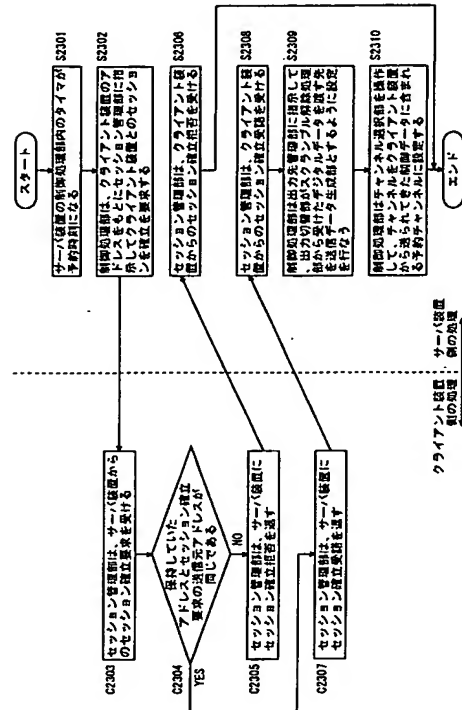 スタート
S2301
サーバ装置の制御処理部内のタイマが
予約時刻になる
S2302
制御処理部は、クライアント装置のア
ドレスをもとにセッション管理部に指
示してクライアント装置とのセッショ
ンを確立を要求する
C2303
セッション管理部は、サーバ装置から
のセッション確立要求を受ける
C2304
保持していた
アドレスとセッション確立
要求の送信元アドレスが
同じである
YES
NO
C2305
セッション管理部は、サーバ装置に
セッション確立拒否を返す
S2306
セッション管理部は、クライアント装
置からのセッション確立拒否を受ける
C2307
セッション管理部は、サーバ装置に
セッション確立受諾を返す
S2308
セッション管理部は、クライアント装
置からのセッション確立受諾を受ける
S2309
制御処理部は出力先管理部に指示して
、出力切替部がスクランブル解除処理
部から受けたデジタルデータを渡す先
を送信データ生成部とするように設定
を行なう
S2310
制御処理部はチャンネル選択部を操作
して、チャンネルをクライアント装置
から送られてきた制御データに含まれ
る予約チャンネルに設定する
エンド
クライアント装置
側の処理
サーバ装置
側の処理